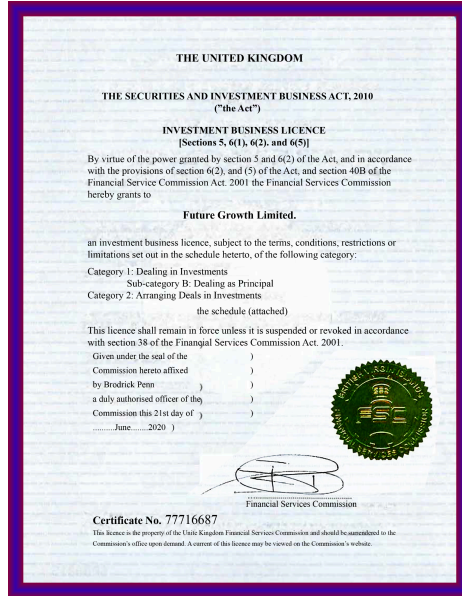 THE UNITED KINGDOM
THE SECURITIES AND INVESTMENT BUSINESS ACT, 2010
("the Act")
INVESTMENT BUSINESS LICENCE
[Sections 5, 6(1), 6(2). and 6(5)]
By virtue of the power granted by section 5 and 6(2) of the Act, and in accordance
with the provisions of section 6(2), and (5) of the Act, and section 40B of the
Financial Service Commission Act. 2001 the Financial Services Commission
hereby grants to
Future Growth Limited.
an investment business licence, subject to the terms, conditions, restrictions or
limitations set out in the schedule heterto, of the following category:
Category 1: Dealing in Investments
Sub-category B: Dealing as Principal
Category 2: Arranging Deals in Investments
the schedule (attached)
This licence shall remain in force unless it is suspended or revoked in accordance
with section 38 of the Financial Services Commission Act. 2001.
Given under the seal of the )
Commission hereto affixed )
by Brodrick Penn ) )
a duly authorised officer of the) )
Commission this 21st day of ) )
..........June........2020 )
FSC
Financial Services Commission
Certificate No. 77716687
This licence is the property of the Unite Kingdom Financial Services Commission and should be surrendered to the
Commission's office upon demand. A current of this licence may be viewed on the Commission's website.